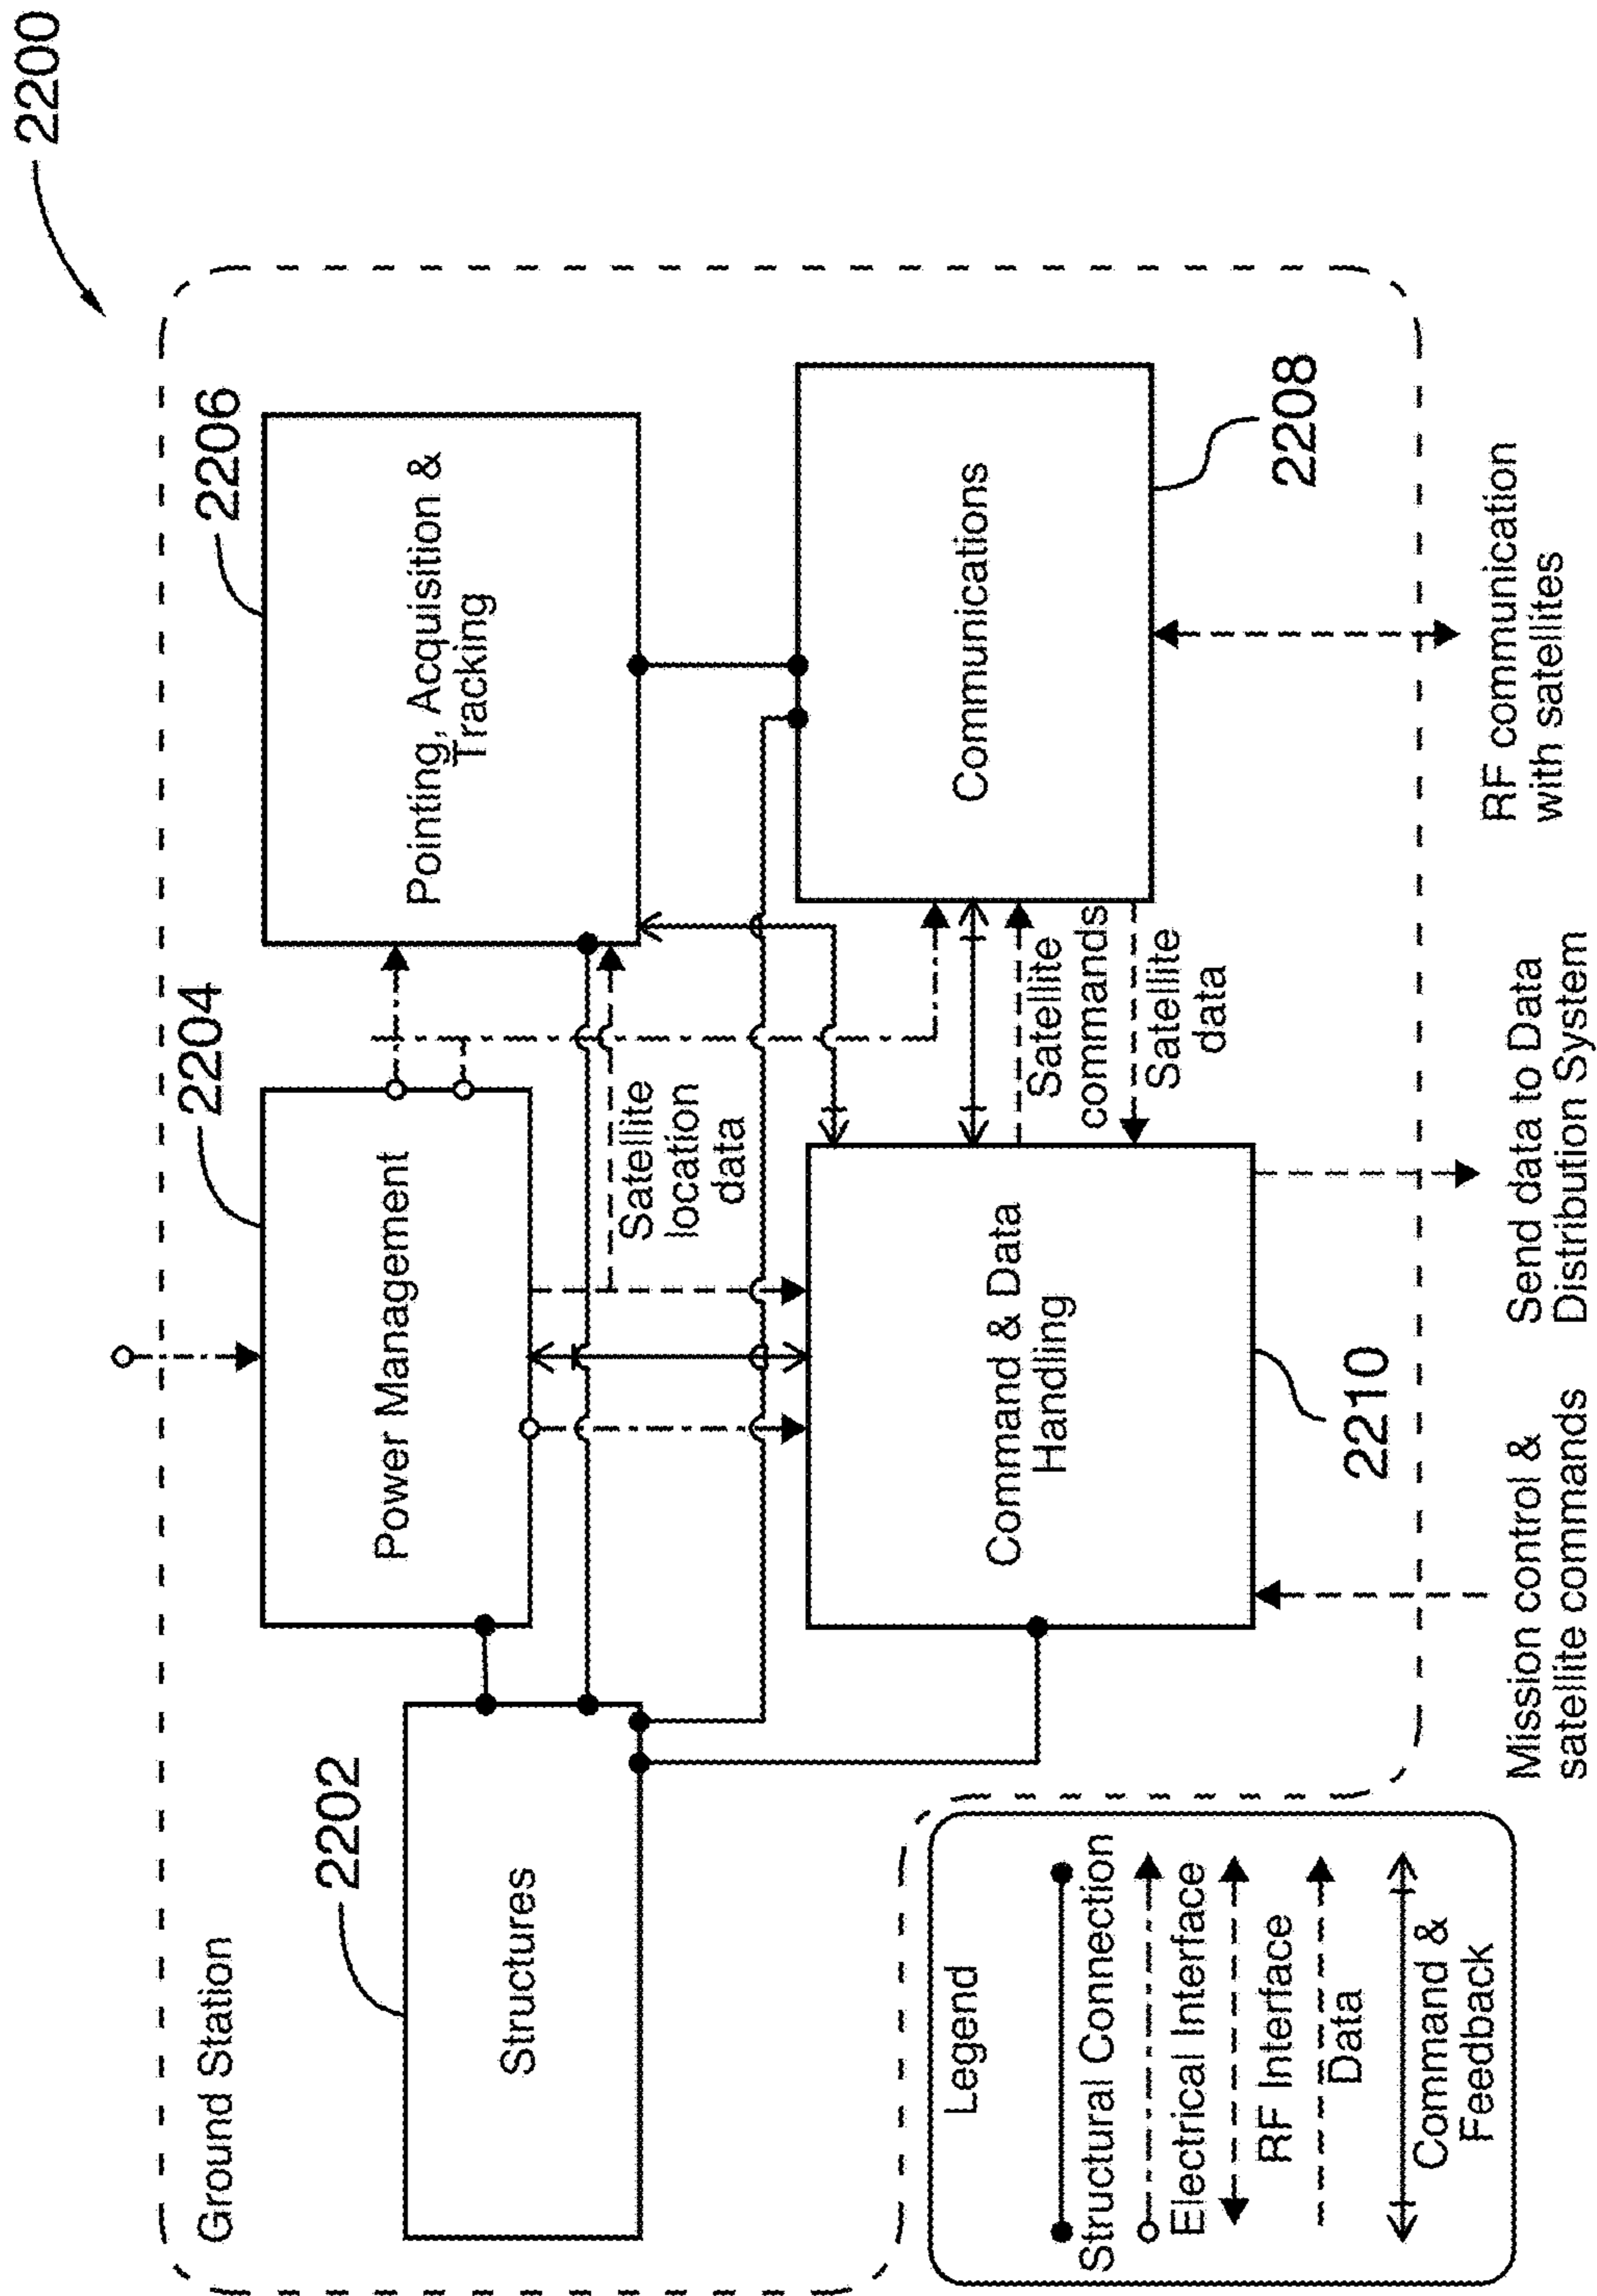 2200
Ground Station
2202
Structures
2204
Power Management
2206
Pointing, Acquisition &
Tracking
Satellite
location
data
2208
Communications
Satellite
commands
Satellite
data
Command & Data
Handling
2210
Legend
Structural Connection
Electrical Interface
RF Interface
Data
Command &
Feedback
Mission control &
satellite commands
Send data to Data
Distribution System
RF communication
with satellites